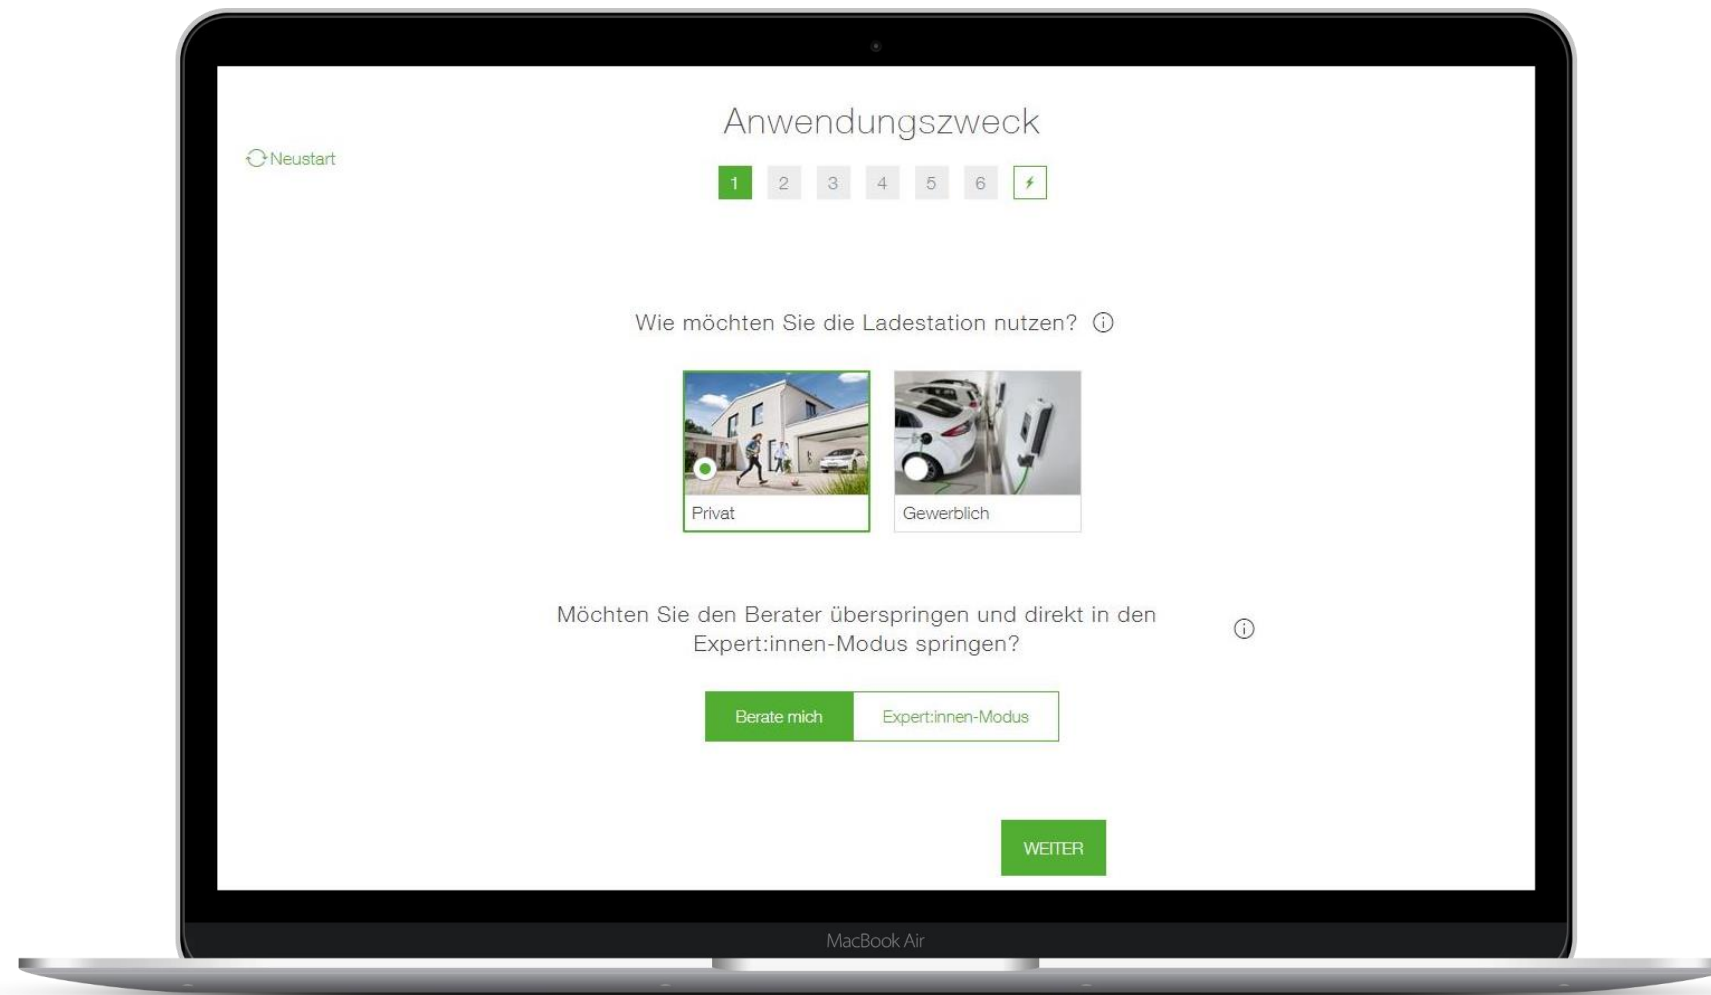 Anwendungszweck
Neustart
1 2 3 4 5 6
Wie möchten Sie die Ladestation nutzen?
Privat
Gewerblich
Möchten Sie den Berater überspringen und direkt in den
Expert:innen-Modus springen?
Berate mich
Expert:innen-Modus
WEITER
MacBook Air